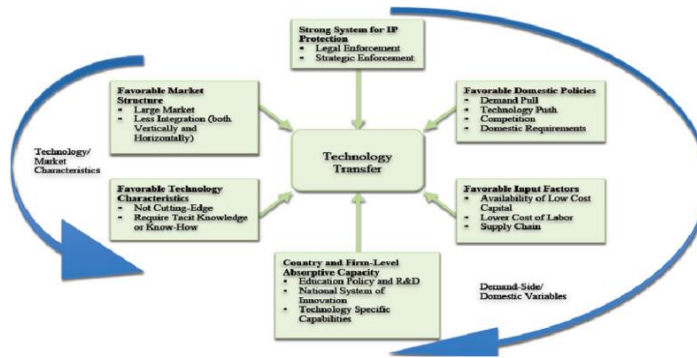 Strong System for IP
Protection
• Legal Enforcement
• Strategic Enforcement
Favorable Market
Structure
• Large Market
• Less Integration (both
Vertically and
Horizontally)
Favorable Domestic Policies
• Demand Pull
• Technology Push
• Competition
• Domestic Requirements
Technology/
Market
Characteristics
Technology
Transfer
Favorable Technology
Characteristics
• Not Cutting-Edge
• Require Tacit Knowledge
or Know-How
Favorable Input Factors
• Availability of Low Cost
Capital
• Lower Cost of Labor
• Supply Chain
Country and Firm-Level
Absorptive Capacity
• Education Policy and R&D
• National System of
Innovation
• Technology Specific
Capabilities
Demand-Side/
Domestic Variables